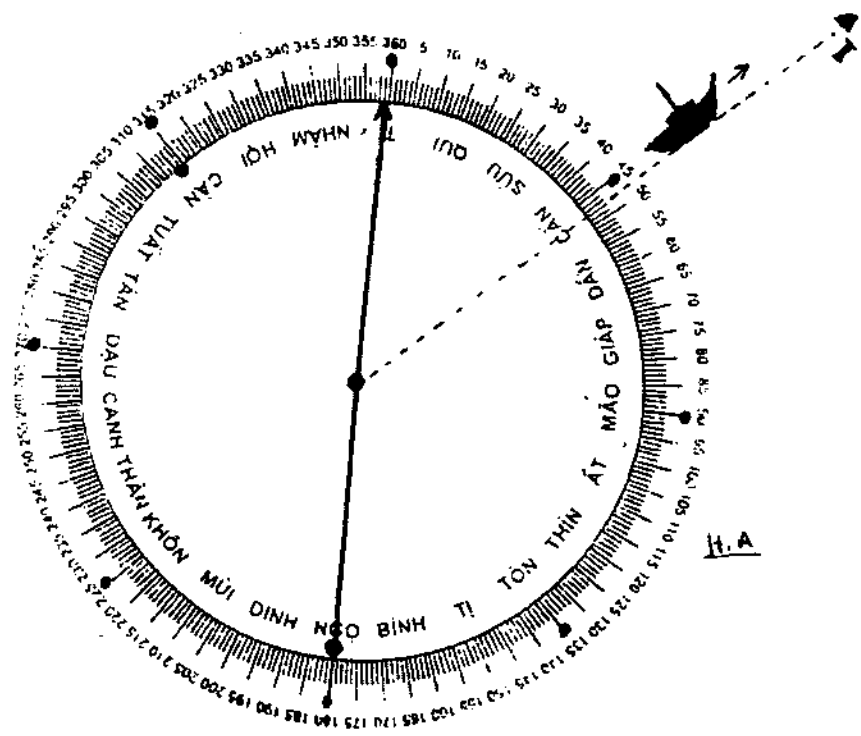 360 5 10 15 20 25 30 35 40 45 50 55 60 65 70 75 80 85 90 95 100 105 110 115 120 125 130 135 140 145 150 155 160 165 170 175 180 185 190 195 200 205 210 215 220 225 230 235 240 245 250 255 260 265 270 285 290 295 300 305 310 315 320 325 330 335 340 345 350 355
QUI SỬU CẤN DẦN GIÁP MÃO ẤT THÌN TỐN TỊ BÍNH NGỌ DINH MÙI KHÔN THÂN CANH DẬU TÂN TUẤT CÀN HỢI NHÂM
H.A